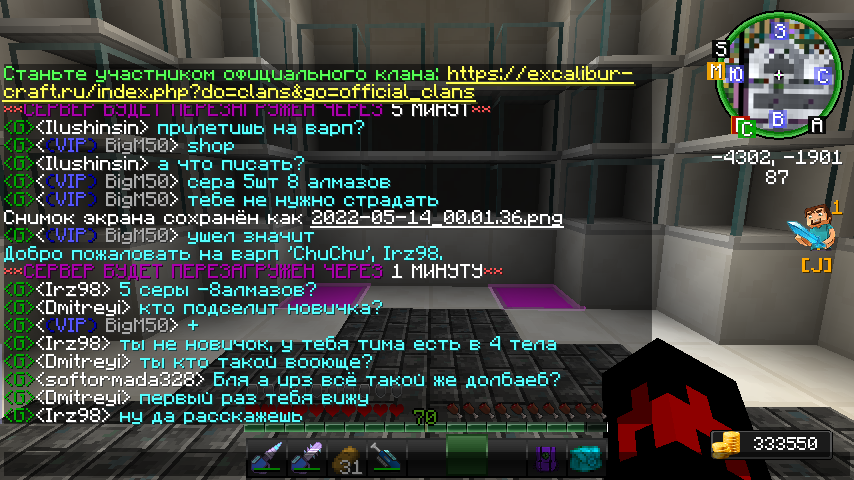 З
5
М
Ю
С
Станьте участником официального клана: https://excalibur-
craft.ru/index.php?do=clans&go=official_clans
**СЕРВЕР БУДЕТ ПЕРЕЗАГРУЖЕН ЧЕРЕЗ 5 МИНУТ**
<G><Ilushinsin> прилетишь на варп?
С
В
A
<G><(VIP) BigM50> shop
-4302, -1901
<G><Ilushinsin> а что писать?
87
<G><(VIP) BigM50> сера 5шт 8 алмазов
<G><(VIP) BigM50> тебе не нужно страдать
1
Снимок экрана сохранён как 2022-05-14_00.01.36.png
<G><(VIP) BigM50> ушел значит
Добро пожаловать на варп 'ChuChu', Irz98.
[J]
**СЕРВЕР БУДЕТ ПЕРЕЗАГРУЖЕН ЧЕРЕЗ 1 МИНУТУ**
<G><Irz98> 5 серы -8алмазов?
<G><Dmitreyi> кто подселит новичка?
<G><(VIP) BigM50> +
<G><Irz98> ты не новичок, у тебя тима есть в 4 тела
<G><Dmitreyi> ты кто такой вооюще?
<G><softormada328> Бля а ирз всё такой же долбаеб?
<G><Dmitreyi> первый раз тебя вижу
<G><Irz98> ну да расскажешь
70
333550
31